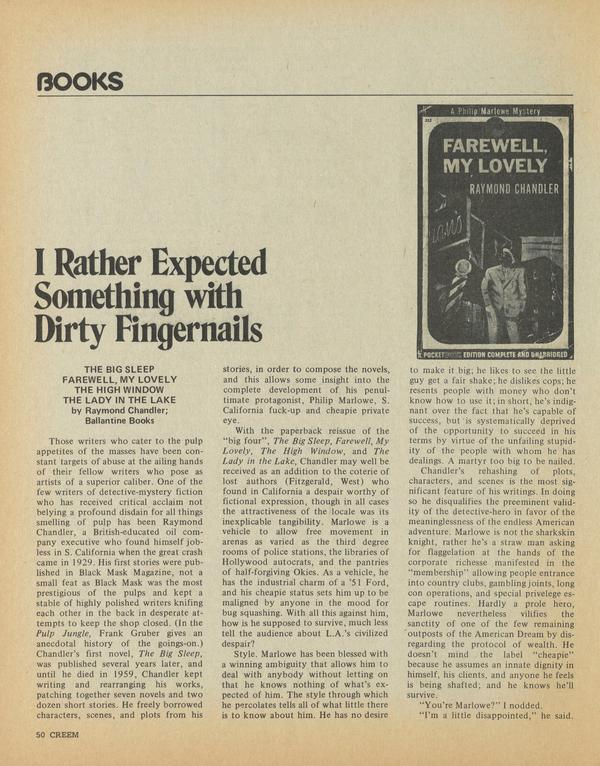 BOOKS
A Philip Marlowe Mystery
FAREWELL,
MY LOVELY
RAYMOND CHANDLER
EDITION COMPLETE AND UNABRIDGED
I Rather Expected
Something with
Dirty Fingernails
THE BIG SLEEP
FAREWELL, MY LOVELY
THE HIGH WINDOW
THE LADY IN THE LAKE
by Raymond Chandler;
Ballantine Books
Those writers who cater to the pulp
appetites of the masses have been con-
stant targets of abuse at the ailing hands
of their fellow writers who pose as
artists of a superior caliber. One of the
few writers of detective-mystery fiction
who has received critical acclaim not
belying a profound disdain for all things
smelling of pulp has been Raymond
Chandler, a British-educated oil com-
pany executive who found himself job-
less in S. California when the great crash
came in 1929. His first stories were pub-
lished in Black Mask Magazine, not a
small feat as Black Mask was the most
prestigious of the pulps and kept a
stable of highly polished writers knifing
each other in the back in desperate at-
tempts to keep the shop closed. (In the
Pulp Jungle, Frank Gruber gives an
anecdotal history of the goings-on.)
Chandler's first novel, The Big Sleep,
was published several years later, and
until he died in 1959, Chandler kept
writing and rearranging his works,
patching together seven novels and two
dozen short stories. He freely borrowed
characters, scenes, and plots from his
stories, in order to compose the novels,
and this allows some insight into the
complete development of his penul-
timate protagonist, Philip Marlowe, S.
California fuck-up and cheapie private
eye.
With the paperback reissue of the
"big four", The Big Sleep, Farewell, My
Lovely, The High Window, and The
Lady in the Lake, Chandler may well be
received as an addition to the coterie of
lost authors (Fitzgerald, West) who
found in California a despair worthy of
fictional expression, though in all cases
the attractiveness of the locale was its
inexplicable tangibility. Marlowe is a
vehicle to allow free movement in
arenas as varied as the third degree
rooms of police stations, the libraries of
Hollywood autocrats, and the pantries
of half-forgiving Okies. As a vehicle, he
has the industrial charm of a '51 Ford,
and his cheapie status sets him up to be
maligned by anyone in the mood for
bug squashing. With all this against him,
how is he supposed to survive, much less
tell the audience about L.A.'s civilized
despair?
Style. Marlowe has been blessed with
a winning ambiguity that allows him to
deal with anybody without letting on
that he knows nothing of what's ex-
pected of him. The style through which
he percolates tells all of what little there
is to know about him. He has no desire
to make it big; he likes to see the little
guy get a fair shake; he dislikes cops; he
resents people with money who don't
know how to use it; in short, he's indig-
nant over the fact that he's capable of
success, but is systematically deprived
of the opportunity to succeed in his
terms by virtue of the unfailing stupid-
ity of the people with whom he has
dealings. A martyr too big to be nailed.
Chandler's rehashing of plots,
characters, and scenes is the most sig-
nificant feature of his writings. In doing
so he disqualifies the preeminent valid-
ity of the detective-hero in favor of the
meaninglessness of the endless American
adventure. Marlowe is not the sharkskin
knight, rather he's a straw man asking
for flaggelation at the hands of the
corporate richesse manifested in the
"membership" allowing people entrance
into country clubs, gambling joints, long
con operations, and special privelege es-
cape routines. Hardly a prole hero,
Marlowe nevertheless vilifies the
sanctity of one of the few remaining
outposts of the American Dream by dis-
regarding the protocol of wealth. He
doesn't mind the label "cheapie"
because he assumes an innate dignity in
himself, his clients, and anyone he feels
is being shafted; and he knows he'll
survive.
"You're Marlowe?" I nodded.
"I'm a little disappointed," he said.
50 CREEM